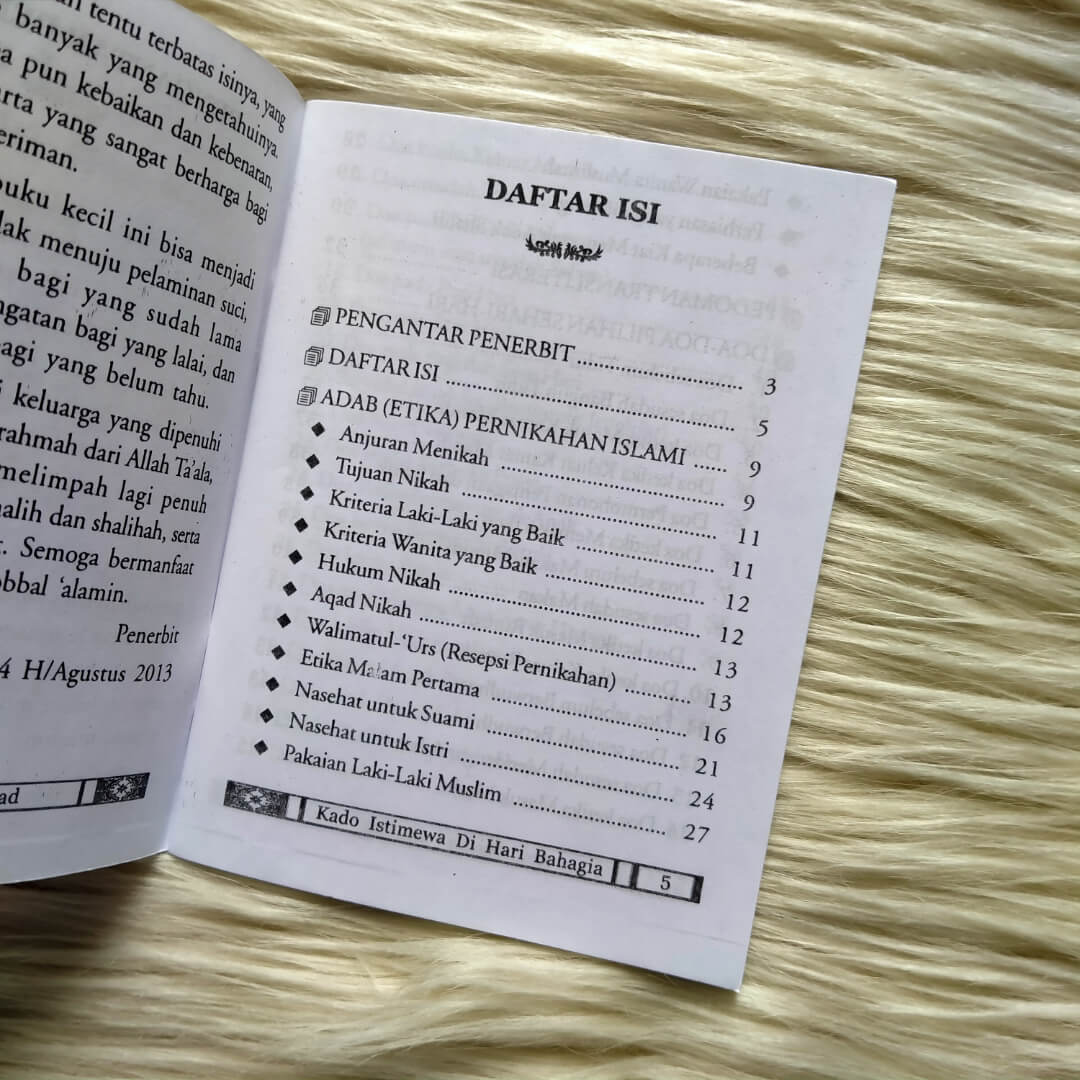 tentu terbatas isinya, yang
banyak yang mengetahuinya.
pun kebaikan dan kebenaran,
yang sangat berharga bagi
eriman.
buku kecil ini bisa menjadi
menuju pelaminan suci,
bagi yang sudah lama
ngatan bagi yang lalai, dan
bagi yang belum tahu.
keluarga yang dipenuhi
rahmah dari Allah Ta'ala,
melimpah lagi penuh
halih dan shalihah, serta
t. Semoga bermanfaat
obbal 'alamin.
Penerbit
4 H/Agustus 2013
ad
DAFTAR ISI
PENGANTAR PENERBIT ........................ 3
DAFTAR ISI ........................ 5
ADAB (ETIKA) PERNIKAHAN ISLAMI ...... 9
◆ Anjuran Menikah ........................ 9
◆ Tujuan Nikah ........................ 11
◆ Kriteria Laki-Laki yang Baik ........................ 11
◆ Kriteria Wanita yang Baik ........................ 12
◆ Hukum Nikah ........................ 12
◆ Aqad Nikah ........................ 13
◆ Walimatul-'Urs (Resepsi Pernikahan) ............ 13
◆ Etika Malam Pertama ........................ 16
◆ Nasehat untuk Suami ........................ 21
◆ Nasehat untuk Istri ........................ 24
◆ Pakaian Laki-Laki Muslim ........................ 27
Kado Istimewa Di Hari Bahagia 5